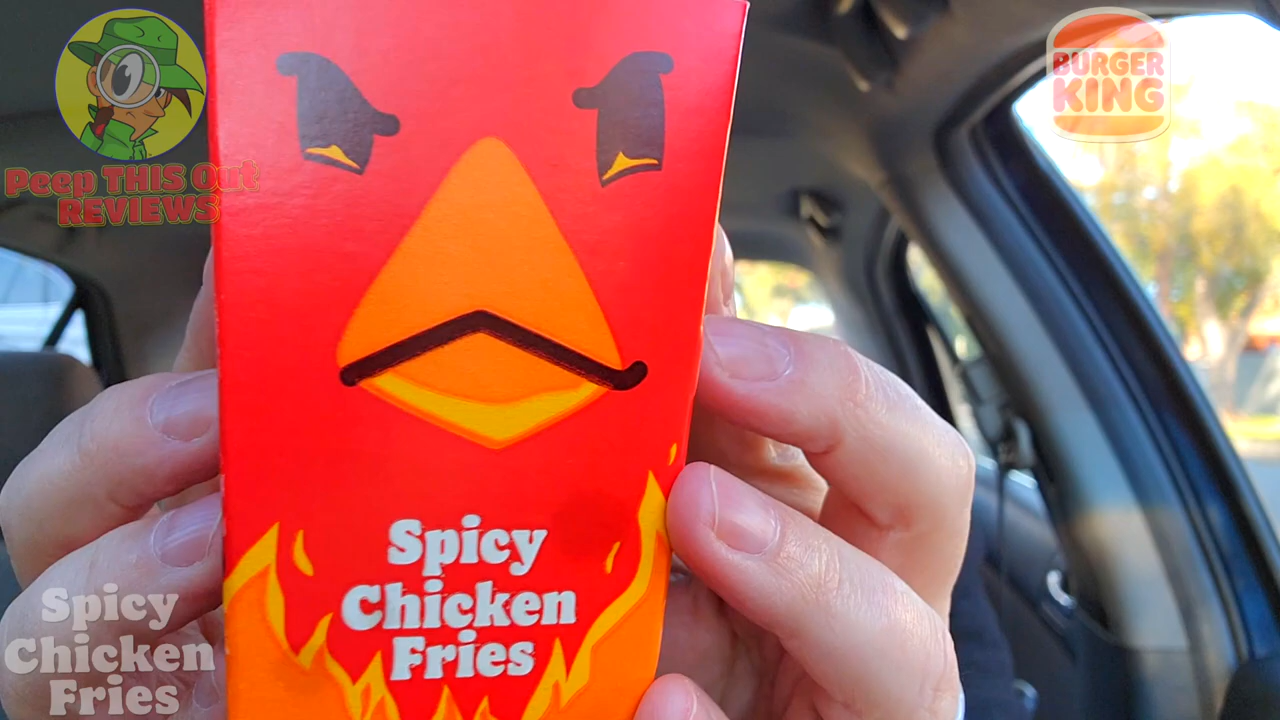 Peep THIS Out
REVIEWS
BURGER
KING
Spicy
Chicken
Fries
Spicy
Chicken
Fries